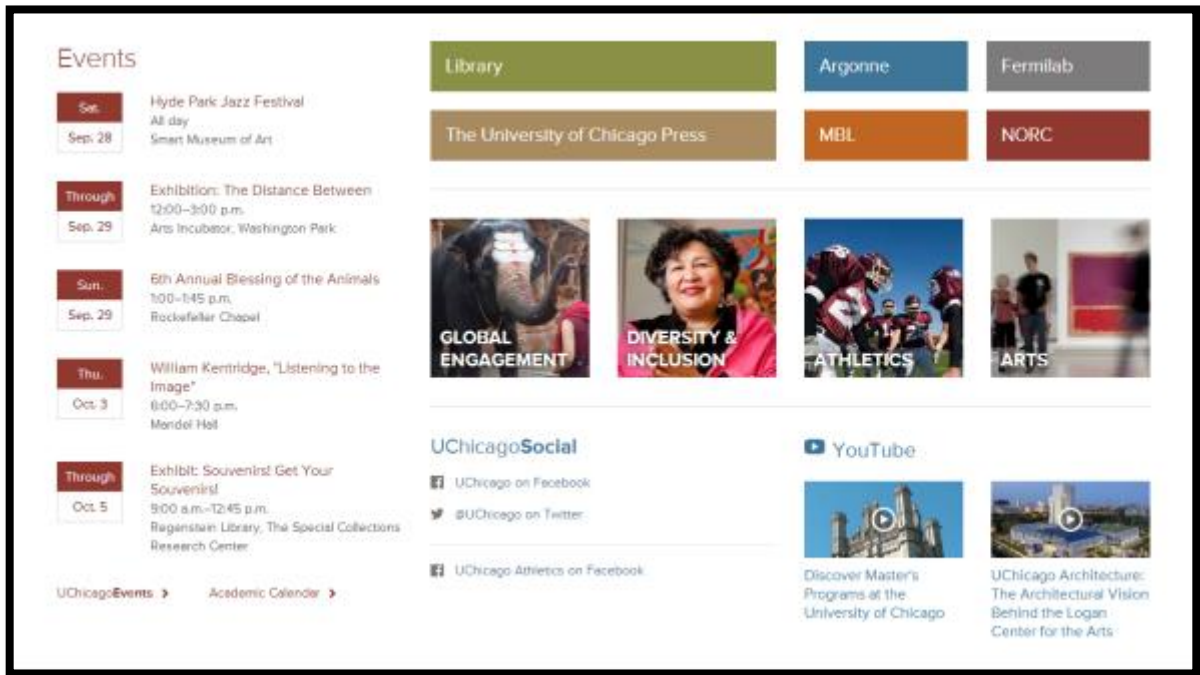 Events
Sat.
Sep. 28
Hyde Park Jazz Festival
All day
Smart Museum of Art
Through
Sep. 29
Exhibition: The Distance Between
12:00–3:00 p.m.
Arts Incubator, Washington Park
Sun.
Sep. 29
6th Annual Blessing of the Animals
1:00–1:45 p.m.
Rockefeller Chapel
Thu.
Oct. 3
William Kentridge, "Listening to the
Image"
6:00–7:30 p.m.
Mandel Hall
Through
Oct. 5
Exhibit: Souvenirs! Get Your
Souvenirs!
9:00 a.m.–12:45 p.m.
Regenstein Library, The Special Collections
Research Center
UChicagoEvents
Academic Calendar
Library
Argonne
Fermilab
The University of Chicago Press
MBL
NORC
GLOBAL
ENGAGEMENT
DIVERSITY &
INCLUSION
ATHLETICS
ARTS
UChicagoSocial
UChicago on Facebook
@UChicago on Twitter
UChicago Athletics on Facebook
YouTube
Discover Master's
Programs at the
University of Chicago
UChicago Architecture:
The Architectural Vision
Behind the Logan
Center for the Arts